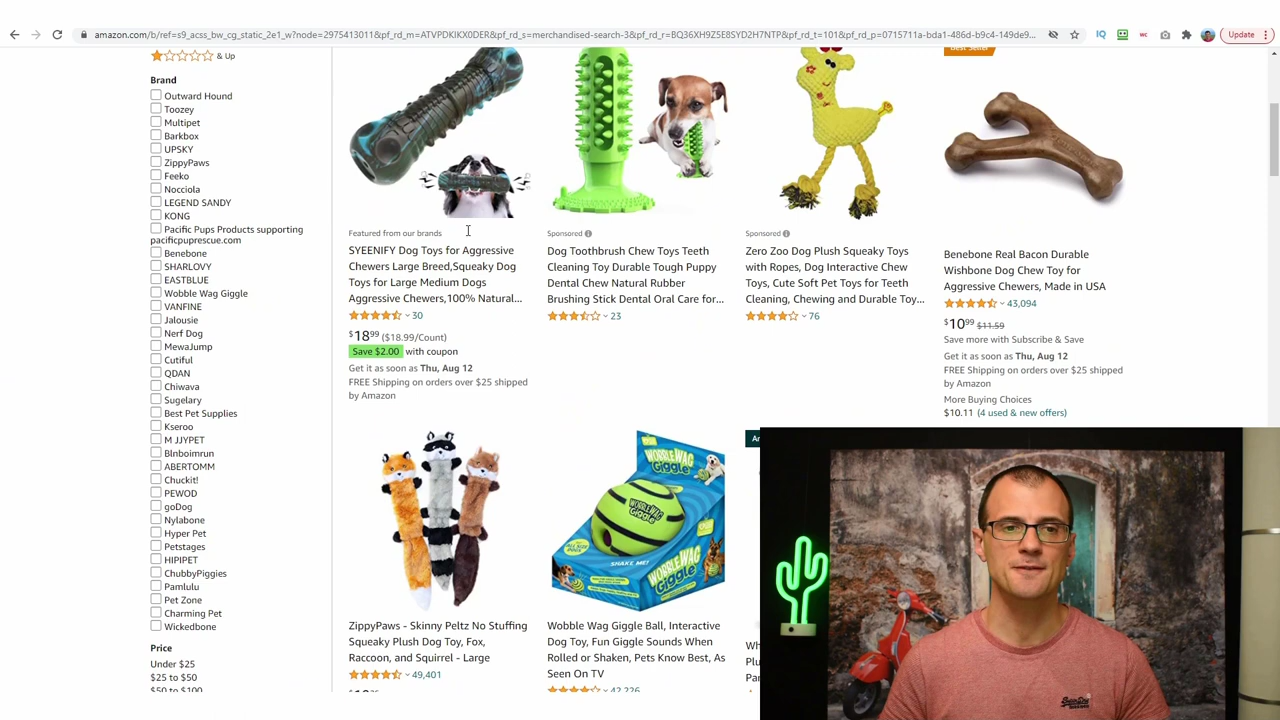 amazon.com/b/ref=s9_acss_bw_cg_static_2e1_w?node=2975413011&pf_rd_m=ATVPDKIKX0DER&pf_rd_s=merchandised-search-3&pf_rd_r=BQ36XH9Z5E8SYD2H7NTP&pf_rd_t=101&pf_rd_p=0715711a-bda1-486d-b9c4-149de9...
Update
& Up
Brand
Outward Hound
Toozey
Multipet
Barkbox
UPSKY
ZippyPaws
Feeko
Nocciola
LEGEND SANDY
KONG
Pacific Pups Products supporting
pacificpuprescue.com
Benebone
SHARLOVY
EASTBLUE
Wobble Wag Giggle
VANFINE
Jalousie
Nerf Dog
MewaJump
Cutiful
QDAN
Chiwava
Sugelary
Best Pet Supplies
Kseroo
M JJYPET
BInboimrun
ABERTOMM
Chuckit!
PEWOD
goDog
Nylabone
Hyper Pet
Petstages
HIPIPET
ChubbyPiggies
Pamlulu
Pet Zone
Charming Pet
Wickedbone
Price
Under $25
$25 to $50
$50 to $100
Featured from our brands
SYEENIFY Dog Toys for Aggressive
Chewers Large Breed,Squeaky Dog
Toys for Large Medium Dogs
Aggressive Chewers,100% Natural...
30
$18.99 ($18.99/Count)
Save $2.00 with coupon
Get it as soon as Thu, Aug 12
FREE Shipping on orders over $25 shipped
by Amazon
Sponsored
Dog Toothbrush Chew Toys Teeth
Cleaning Toy Durable Tough Puppy
Dental Chew Natural Rubber
Brushing Stick Dental Oral Care for...
23
Sponsored
Zero Zoo Dog Plush Squeaky Toys
with Ropes, Dog Interactive Chew
Toys, Cute Soft Pet Toys for Teeth
Cleaning, Chewing and Durable Toy...
76
Best Seller
Benebone Real Bacon Durable
Wishbone Dog Chew Toy for
Aggressive Chewers, Made in USA
43,094
$10.99 $11.59
Save more with Subscribe & Save
Get it as soon as Thu, Aug 12
FREE Shipping on orders over $25 shipped
by Amazon
More Buying Choices
$10.11 (4 used & new offers)
ZippyPaws - Skinny Peltz No Stuffing
Squeaky Plush Dog Toy, Fox,
Raccoon, and Squirrel - Large
49,401
WOBBLE WAG
GIGGLE
SHAKE ME!
WOBBLE WAG
GIGGLE
Wobble Wag Giggle Ball, Interactive
Dog Toy, Fun Giggle Sounds When
Rolled or Shaken, Pets Know Best, As
Seen On TV
42,226